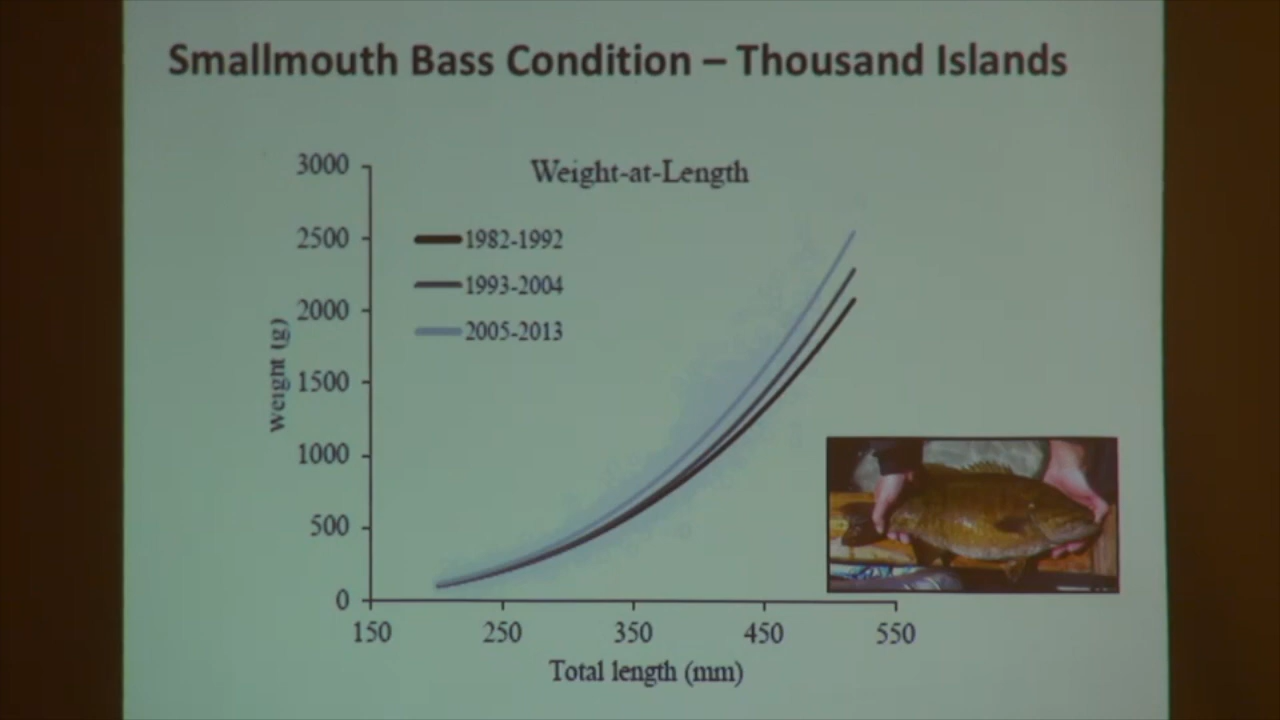 Smallmouth Bass Condition – Thousand Islands
Weight-at-Length
3000
2500
2000
1500
1000
500
0
weight (g)
1982-1992
1993-2004
2005-2013
150 250 350 450 550
Total length (mm)